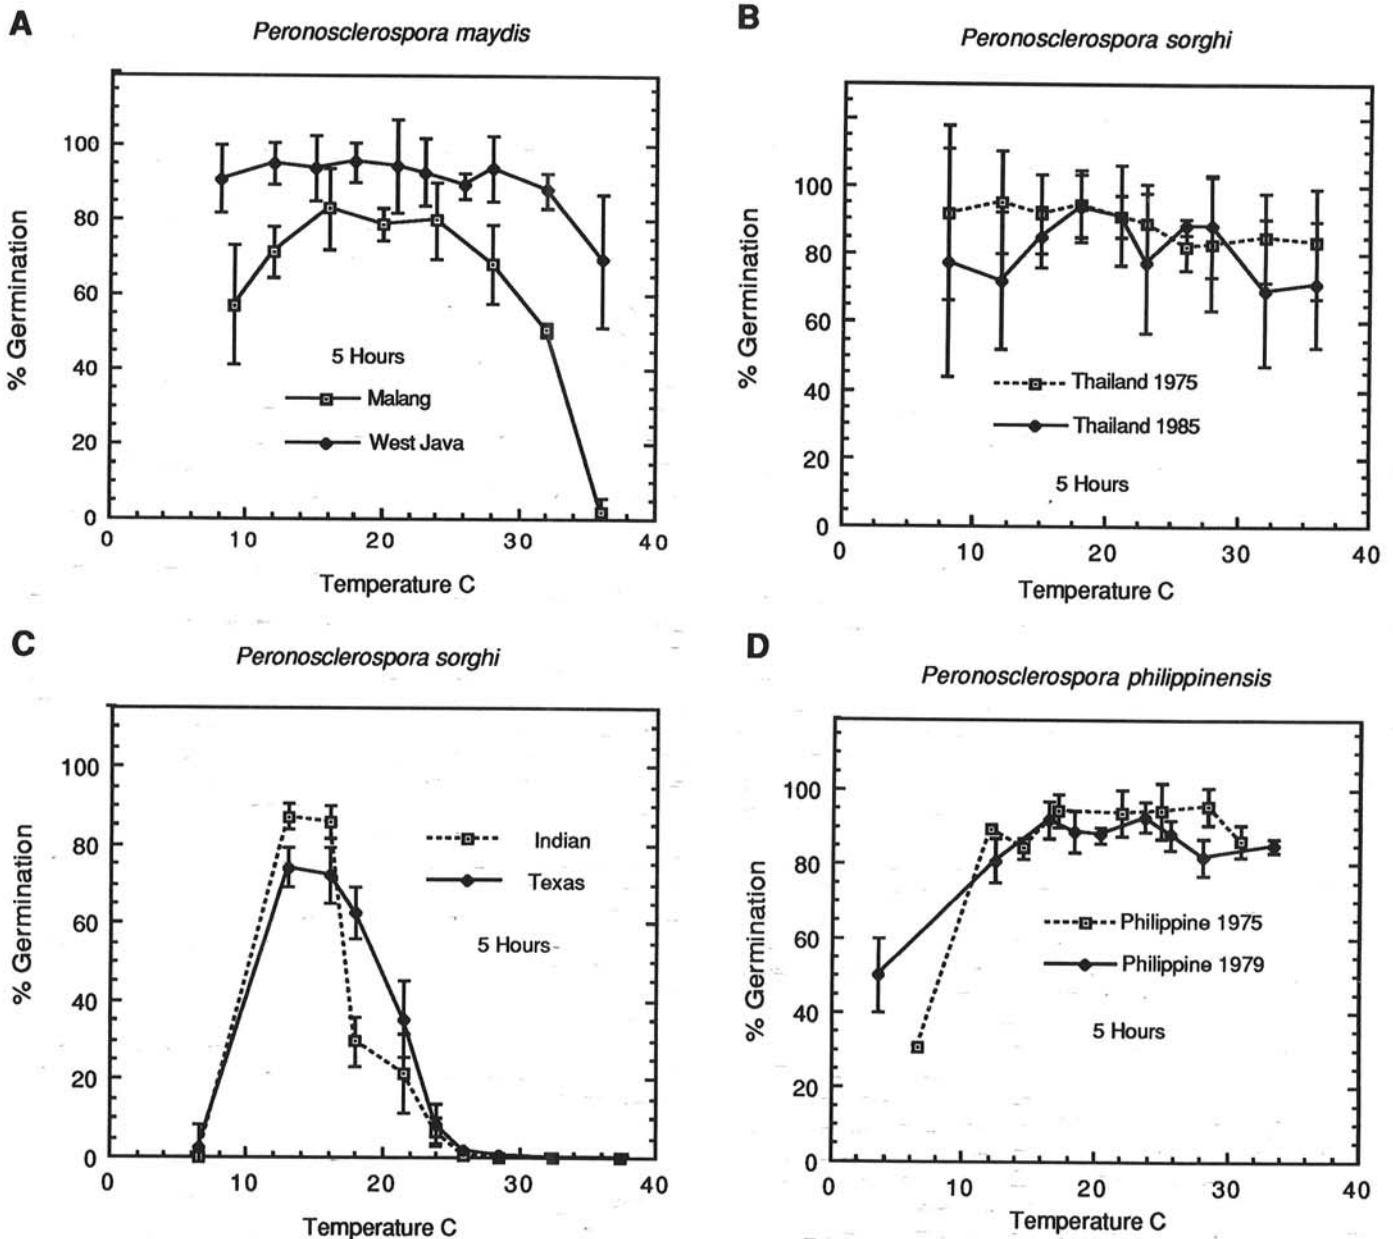 A
Peronosclerospora maydis
% Germination
100
80
60
40
20
0
5 Hours
Malang
West Java
0 10 20 30 40
Temperature C
B
Peronosclerospora sorghi
% Germination
100
80
60
40
20
0
Thailand 1975
Thailand 1985
5 Hours
0 10 20 30 40
Temperature C
C
Peronosclerospora sorghi
% Germination
100
80
60
40
20
0
Indian
Texas
5 Hours
0 10 20 30 40
Temperature C
D
Peronosclerospora philippinensis
% Germination
100
80
60
40
20
0
Philippine 1975
Philippine 1979
5 Hours
0 10 20 30 40
Temperature C